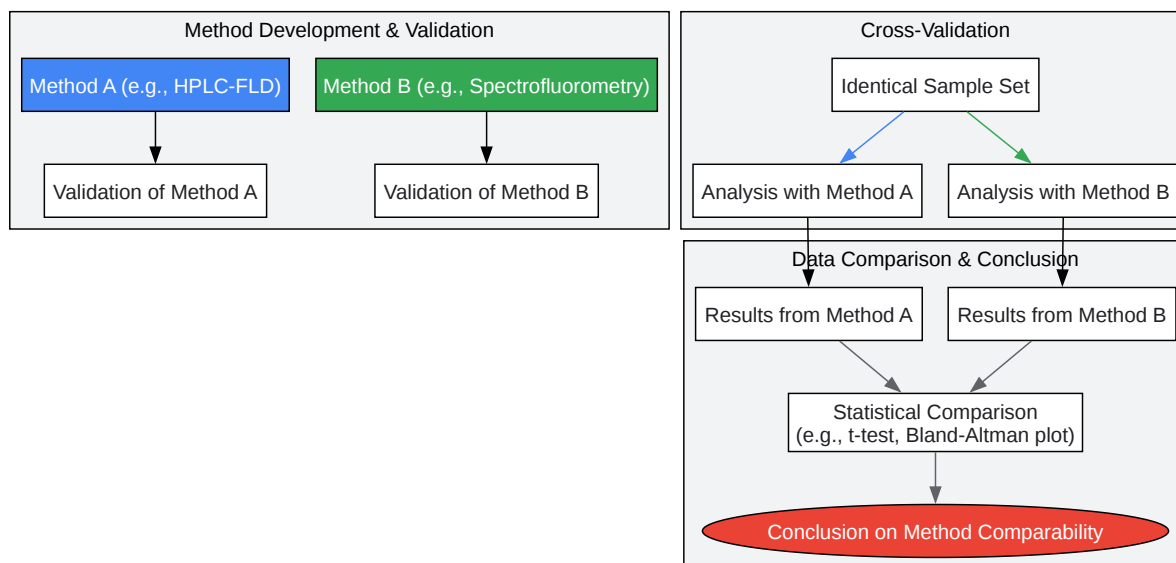 Method Development & Validation
Method A (e.g., HPLC-FLD)
Method B (e.g., Spectrofluorometry)
Validation of Method A
Validation of Method B
Cross-Validation
Identical Sample Set
Analysis with Method A
Analysis with Method B
Data Comparison & Conclusion
Results from Method A
Results from Method B
Statistical Comparison
(e.g., t-test, Bland-Altman plot)
Conclusion on Method Comparability